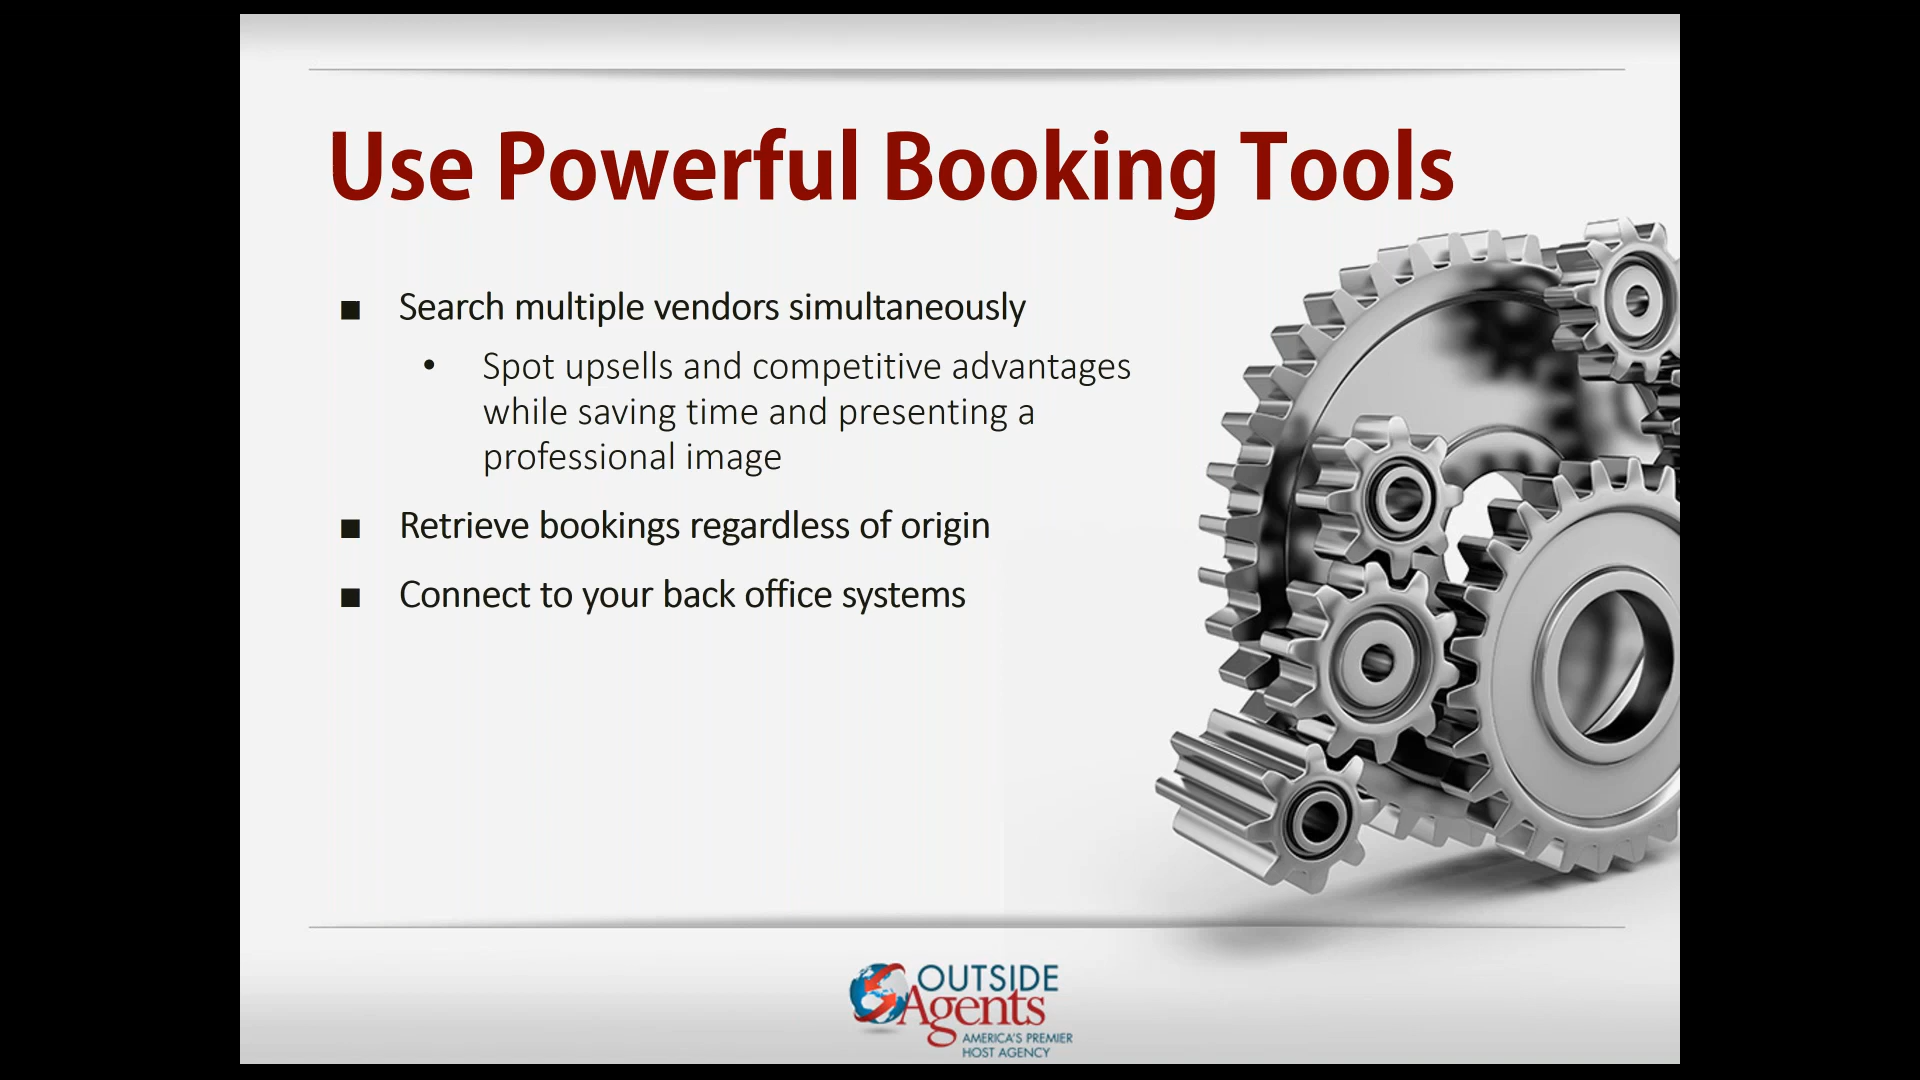 Use Powerful Booking Tools
■ Search multiple vendors simultaneously
• Spot upsells and competitive advantages
while saving time and presenting a
professional image
■ Retrieve bookings regardless of origin
■ Connect to your back office systems
OUTSIDE
Agents
AMERICA'S PREMIER
HOST AGENCY